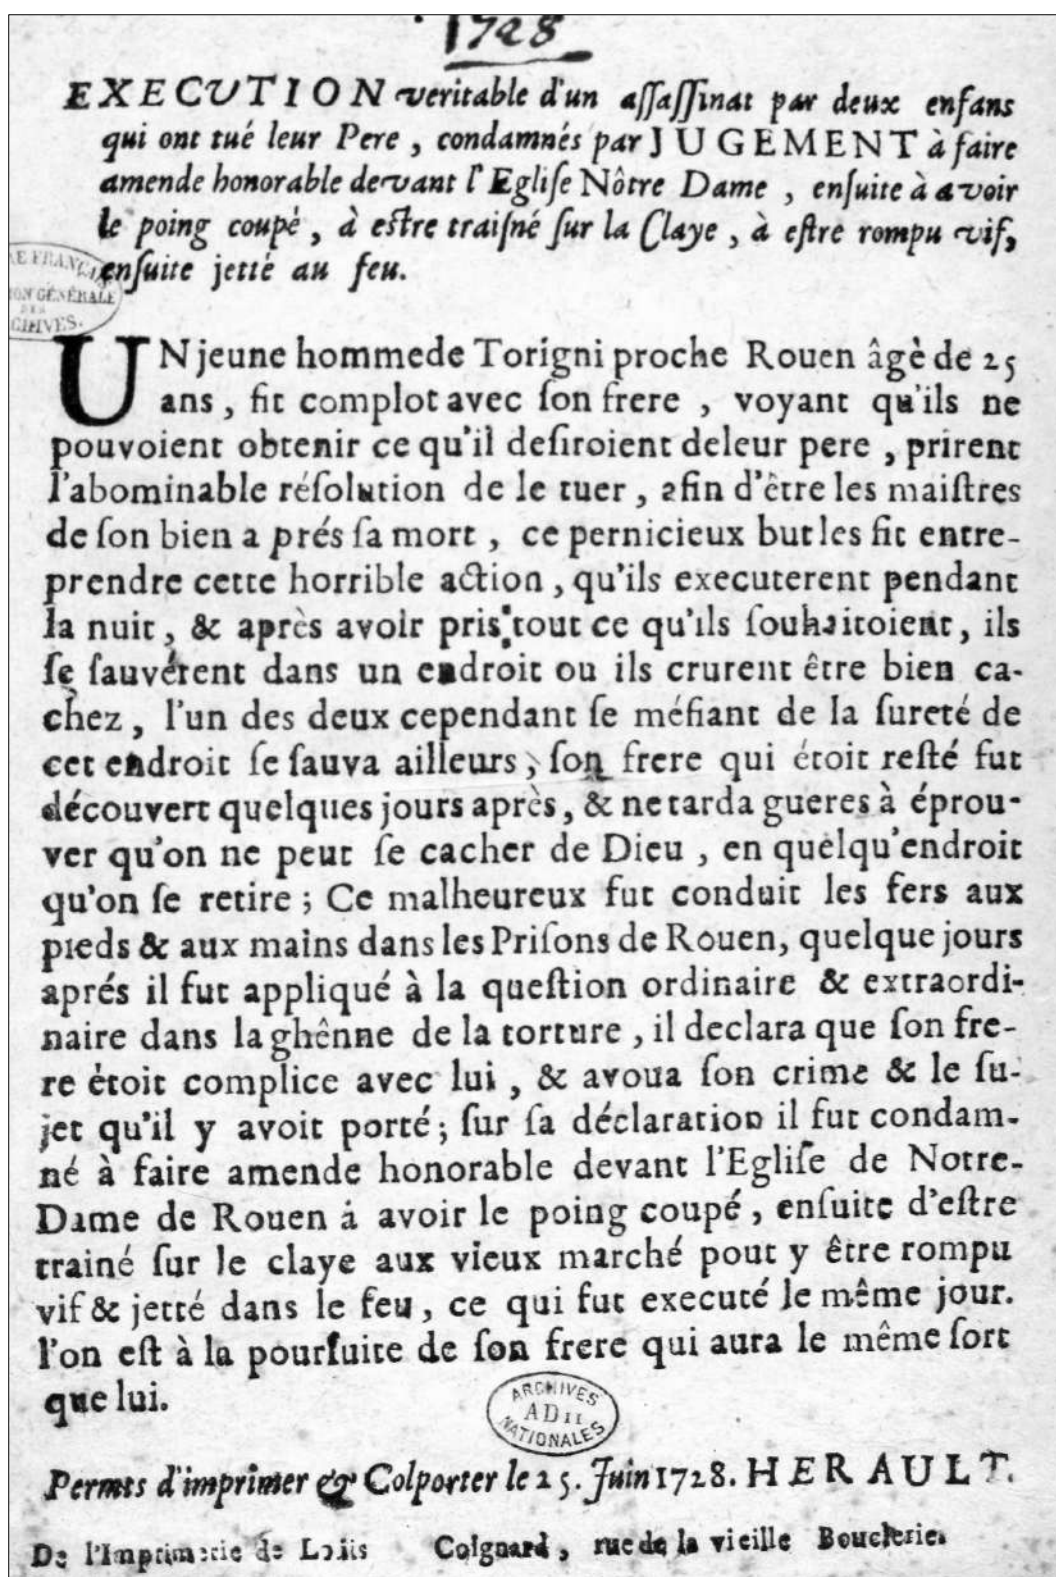 1728
EXECUTION veritable d'un assassinat par deux enfans
qui ont tué leur Pere, condamnés par JUGEMENT à faire
amende honorable devant l'Eglise Nôtre Dame, ensuite à avoir
le poing coupé, à estre traisné sur la Claye, à estre rompu vif,
ensuite jetté au feu.
UN jeune hommede Torigni proche Rouen âgè de 25
ans, fit complot avec son frere, voyant qu'ils ne
pouvoient obtenir ce qu'il desiroient deleur pere, prirent
l'abominable résolution de le tuer, afin d'être les maistres
de son bien a prés sa mort, ce pernicieux but les fit entre-
prendre cette horrible action, qu'ils executerent pendant
la nuit, & après avoir pris tout ce qu'ils souhaitoient, ils
se sauvérent dans un endroit ou ils crurent être bien ca-
chez, l'un des deux cependant se méfiant de la sureté de
cet endroit se sauva ailleurs, son frere qui étoit resté fut
découvert quelques jours après, & ne tarda gueres à éprou-
ver qu'on ne peut se cacher de Dieu, en quelqu'endroit
qu'on se retire; Ce malheureux fut conduit les fers aux
pieds & aux mains dans les Prisons de Rouen, quelque jours
aprés il fut appliqué à la question ordinaire & extraordi-
naire dans la ghênne de la torture, il declara que son fre-
re étoit complice avec lui, & avoua son crime & le su-
jet qu'il y avoit porté; sur sa déclaration il fut condam-
né à faire amende honorable devant l'Eglise de Notre-
Dame de Rouen á avoir le poing coupé, ensuite d'estre
trainé sur le claye aux vieux marché pout y être rompu
vif & jetté dans le feu, ce qui fut executé le même jour.
l'on est à la poursuite de son frere qui aura le même sort
que lui.
ARCHIVES
AD II
NATIONALES
Permis d'imprimer & Colporter le 25. Juin 1728. HERAULT.
De l'Imprimerie de Loüis Coignard, rue de la vieille Bouclerie.